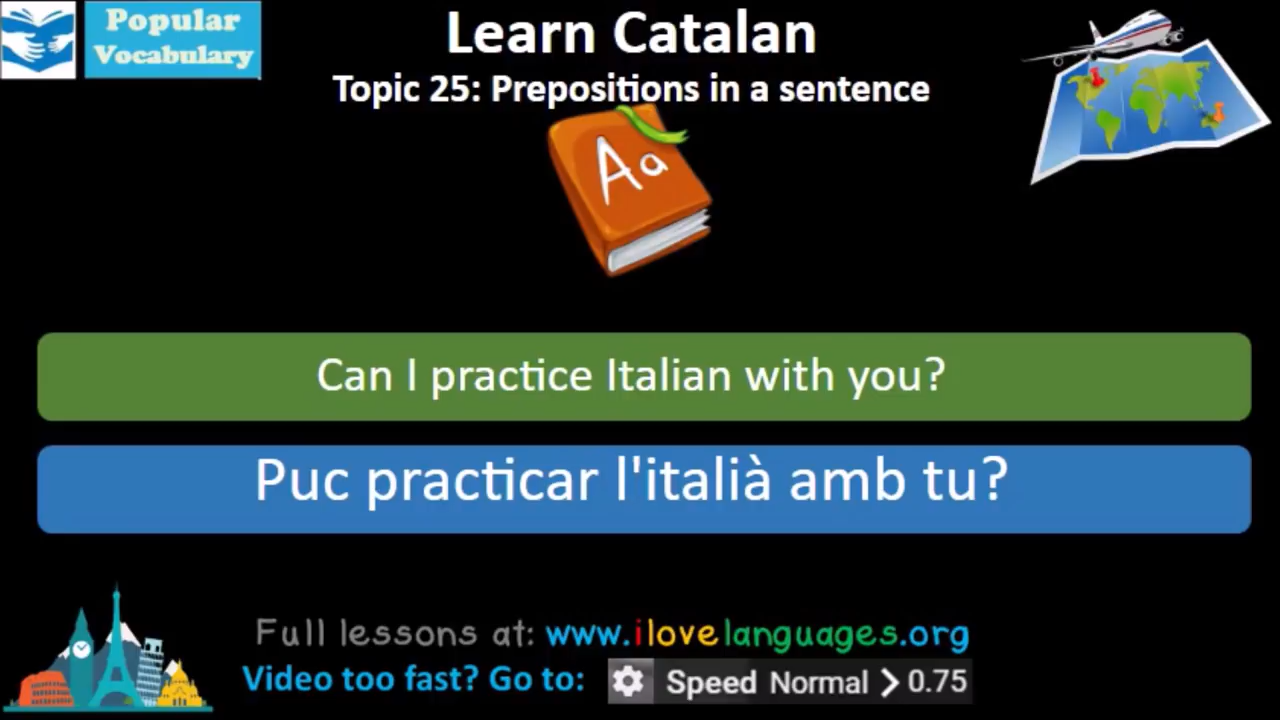 Popular
Vocabulary
Learn Catalan
Topic 25: Prepositions in a sentence
Aa
Can I practice Italian with you?
Puc practicar l'italià amb tu?
Full lessons at: www.ilovelanguages.org
Video too fast? Go to: Speed Normal > 0.75